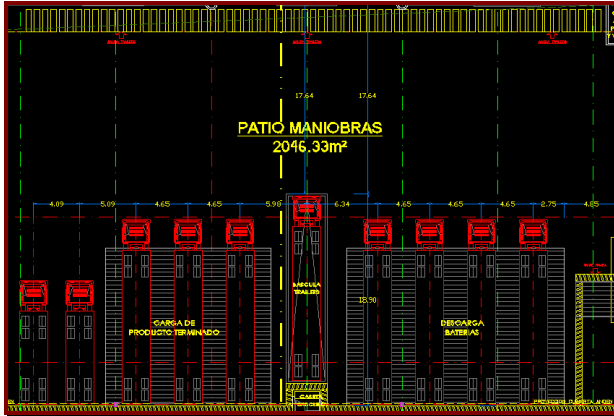 17.64
17.64
PATIO MANIOBRAS
2046.33m²
4.09
5.09
4.65
4.65
5.98
6.34
4.65
4.65
4.65
2.75
4.85
BASCULA
TRAILERS
18.90
CARGA DE
PRODUCTO TERMINADO
DESCARGA
BATERIAS